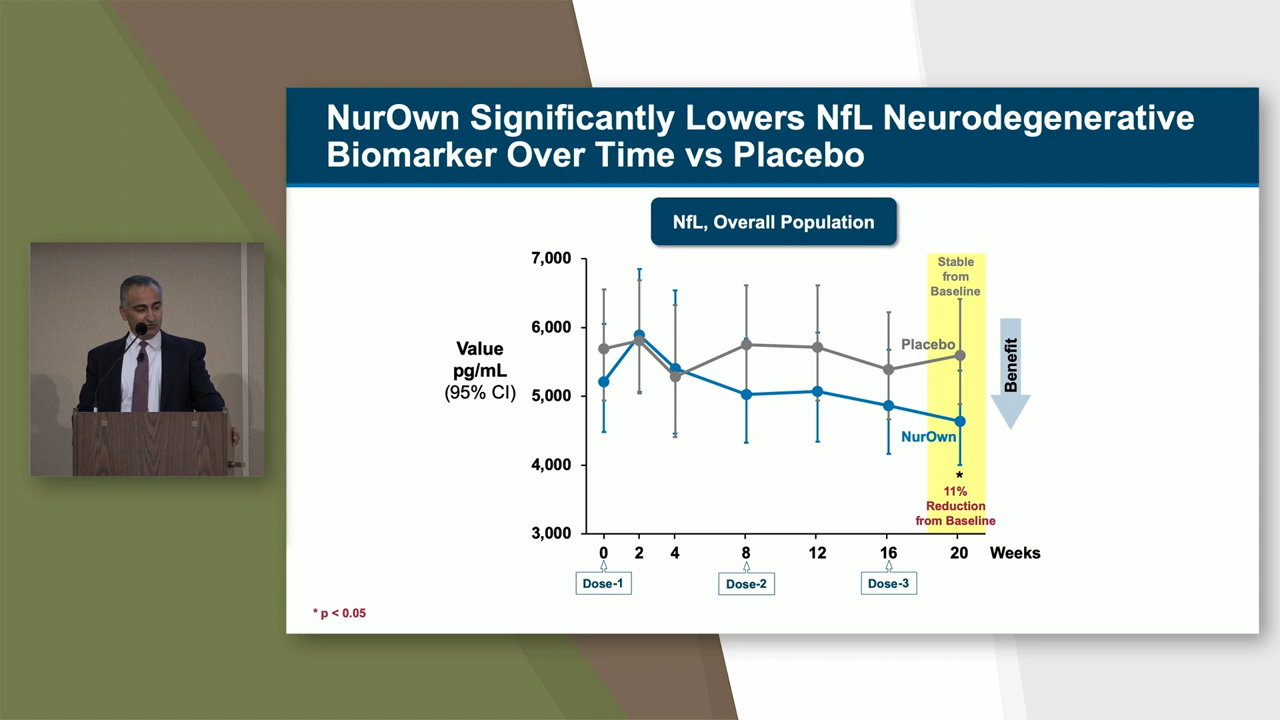 NurOwn Significantly Lowers NfL Neurodegenerative
Biomarker Over Time vs Placebo
NfL, Overall Population
Value
pg/mL
(95% CI)
7,000
6,000
5,000
4,000
3,000
Stable
from
Baseline
Placebo
NurOwn
*
11%
Reduction
from Baseline
Benefit
0 2 4 8 12 16 20 Weeks
Dose-1 Dose-2 Dose-3
* p < 0.05